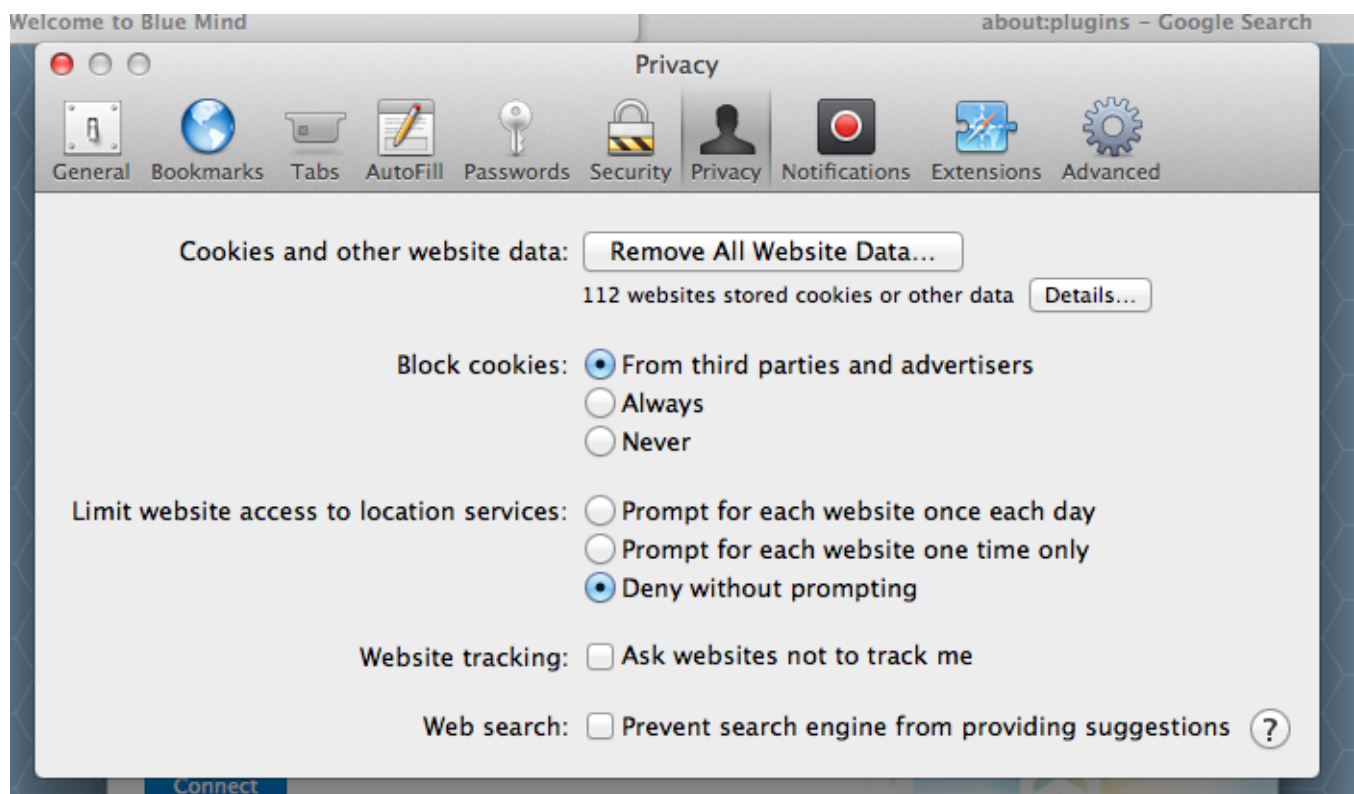 Welcome to Blue Mind about:plugins – Google Search
Privacy
General Bookmarks Tabs AutoFill Passwords Security Privacy Notifications Extensions Advanced
Cookies and other website data: Remove All Website Data...
112 websites stored cookies or other data Details...
Block cookies: From third parties and advertisers
Always
Never
Limit website access to location services: Prompt for each website once each day
Prompt for each website one time only
Deny without prompting
Website tracking: Ask websites not to track me
Web search: Prevent search engine from providing suggestions ?
Connect